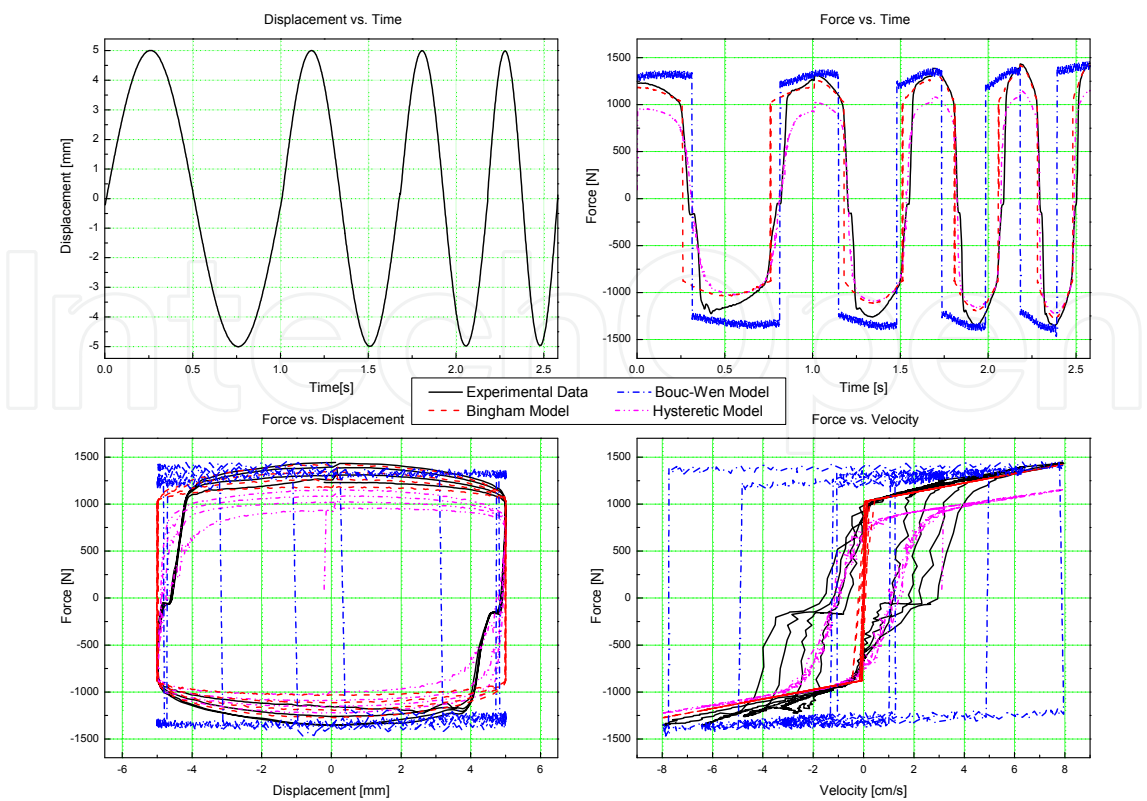 Displacement vs. Time
5
4
3
2
1
0
-1
-2
-3
-4
-5
Displacement [mm]
0.0 0.5 1.0 1.5 2.0 2.5
Time[s]
Force vs. Time
1500
1000
500
0
-500
-1000
-1500
Force [N]
0.0 0.5 1.0 1.5 2.0 2.5
Time [s]
IntechOpen
Experimental Data
Bingham Model
Bouc-Wen Model
Hysteretic Model
Force vs. Displacement
1500
1000
500
0
-500
-1000
-1500
Force [N]
-6 -4 -2 0 2 4 6
Displacement [mm]
Force vs. Velocity
1500
1000
500
0
-500
-1000
-1500
Force [N]
-8 -6 -4 -2 0 2 4 6 8
Velocity [cm/s]